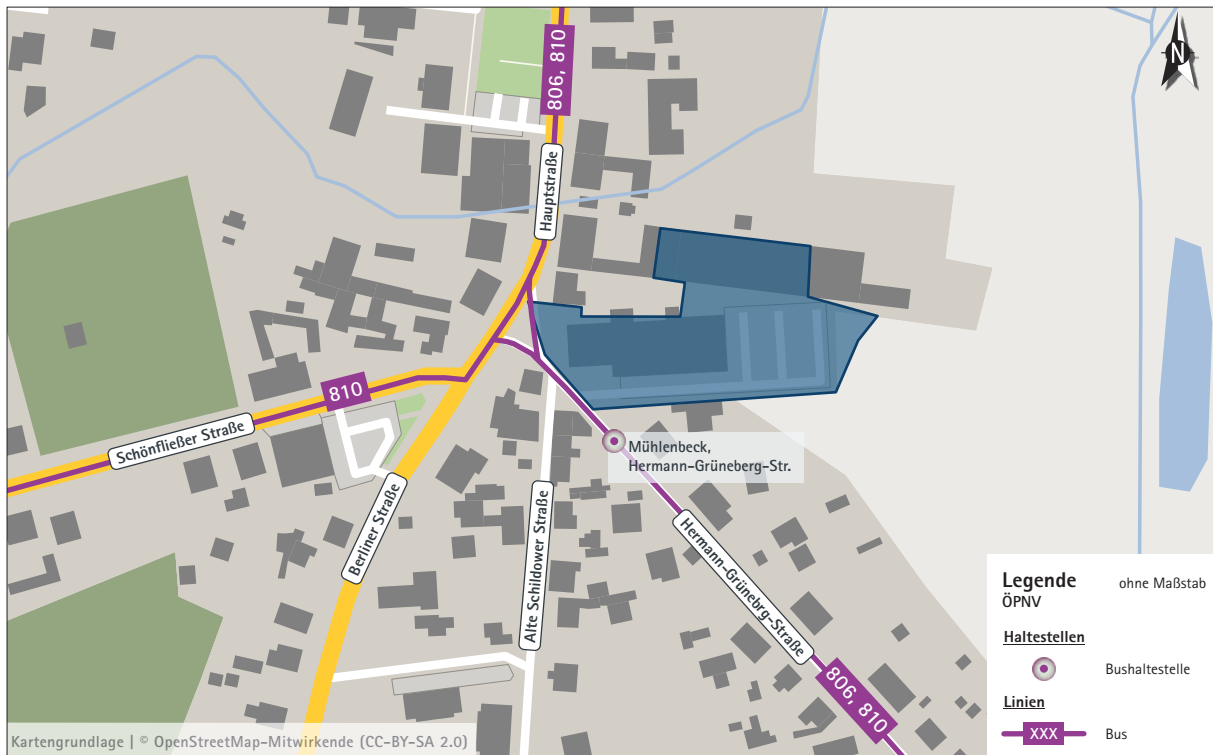 806, 810
N
Hauptstraße
810
Schönfließer Straße
Mühlenbeck,
Hermann-Grüneberg-Str.
Berliner Straße
Alte Schildower Straße
Hermann-Grünebrg-Straße
806, 810
Legende ohne Maßstab
ÖPNV
Haltestellen
Bushaltestelle
Linien
XXX Bus
Kartengrundlage | © OpenStreetMap-Mitwirkende (CC-BY-SA 2.0)